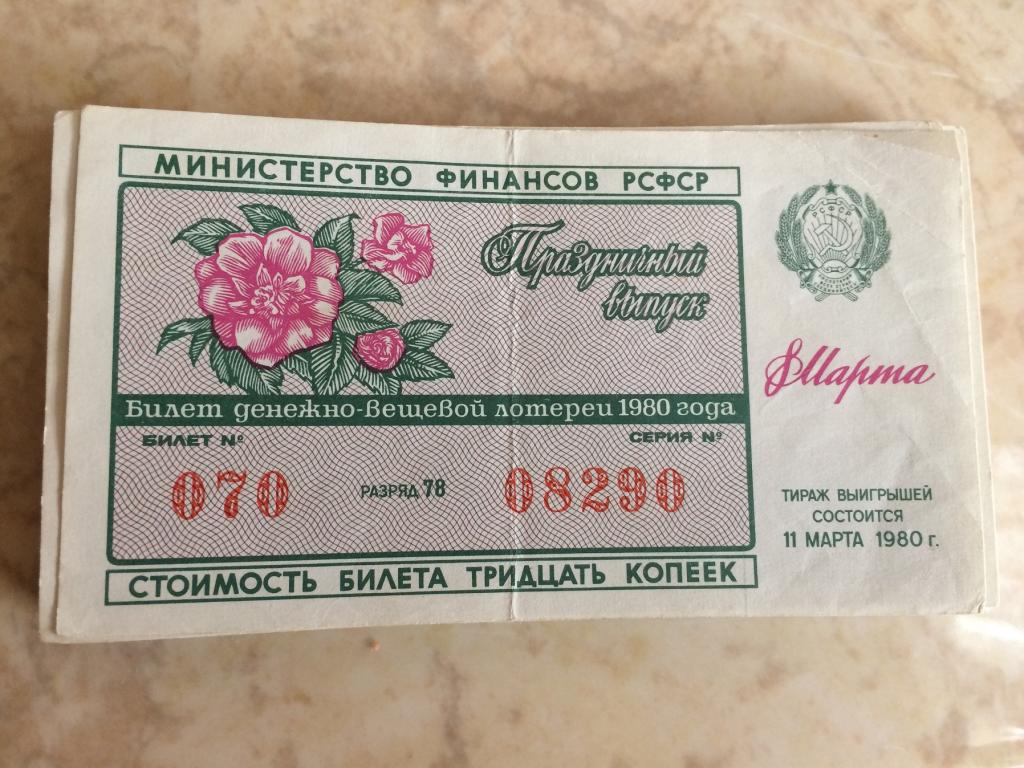 МИНИСТЕРСТВО ФИНАНСОВ РСФСР
РСФСР
Праздничный
выпуск
8 Марта
Билет денежно-вещевой лотереи 1980 года
БИЛЕТ №
СЕРИЯ №
070
РАЗРЯД 78
08290
ТИРАЖ ВЫИГРЫШЕЙ
СОСТОИТСЯ
11 МАРТА 1980 г.
СТОИМОСТЬ БИЛЕТА ТРИДЦАТЬ КОПЕЕК